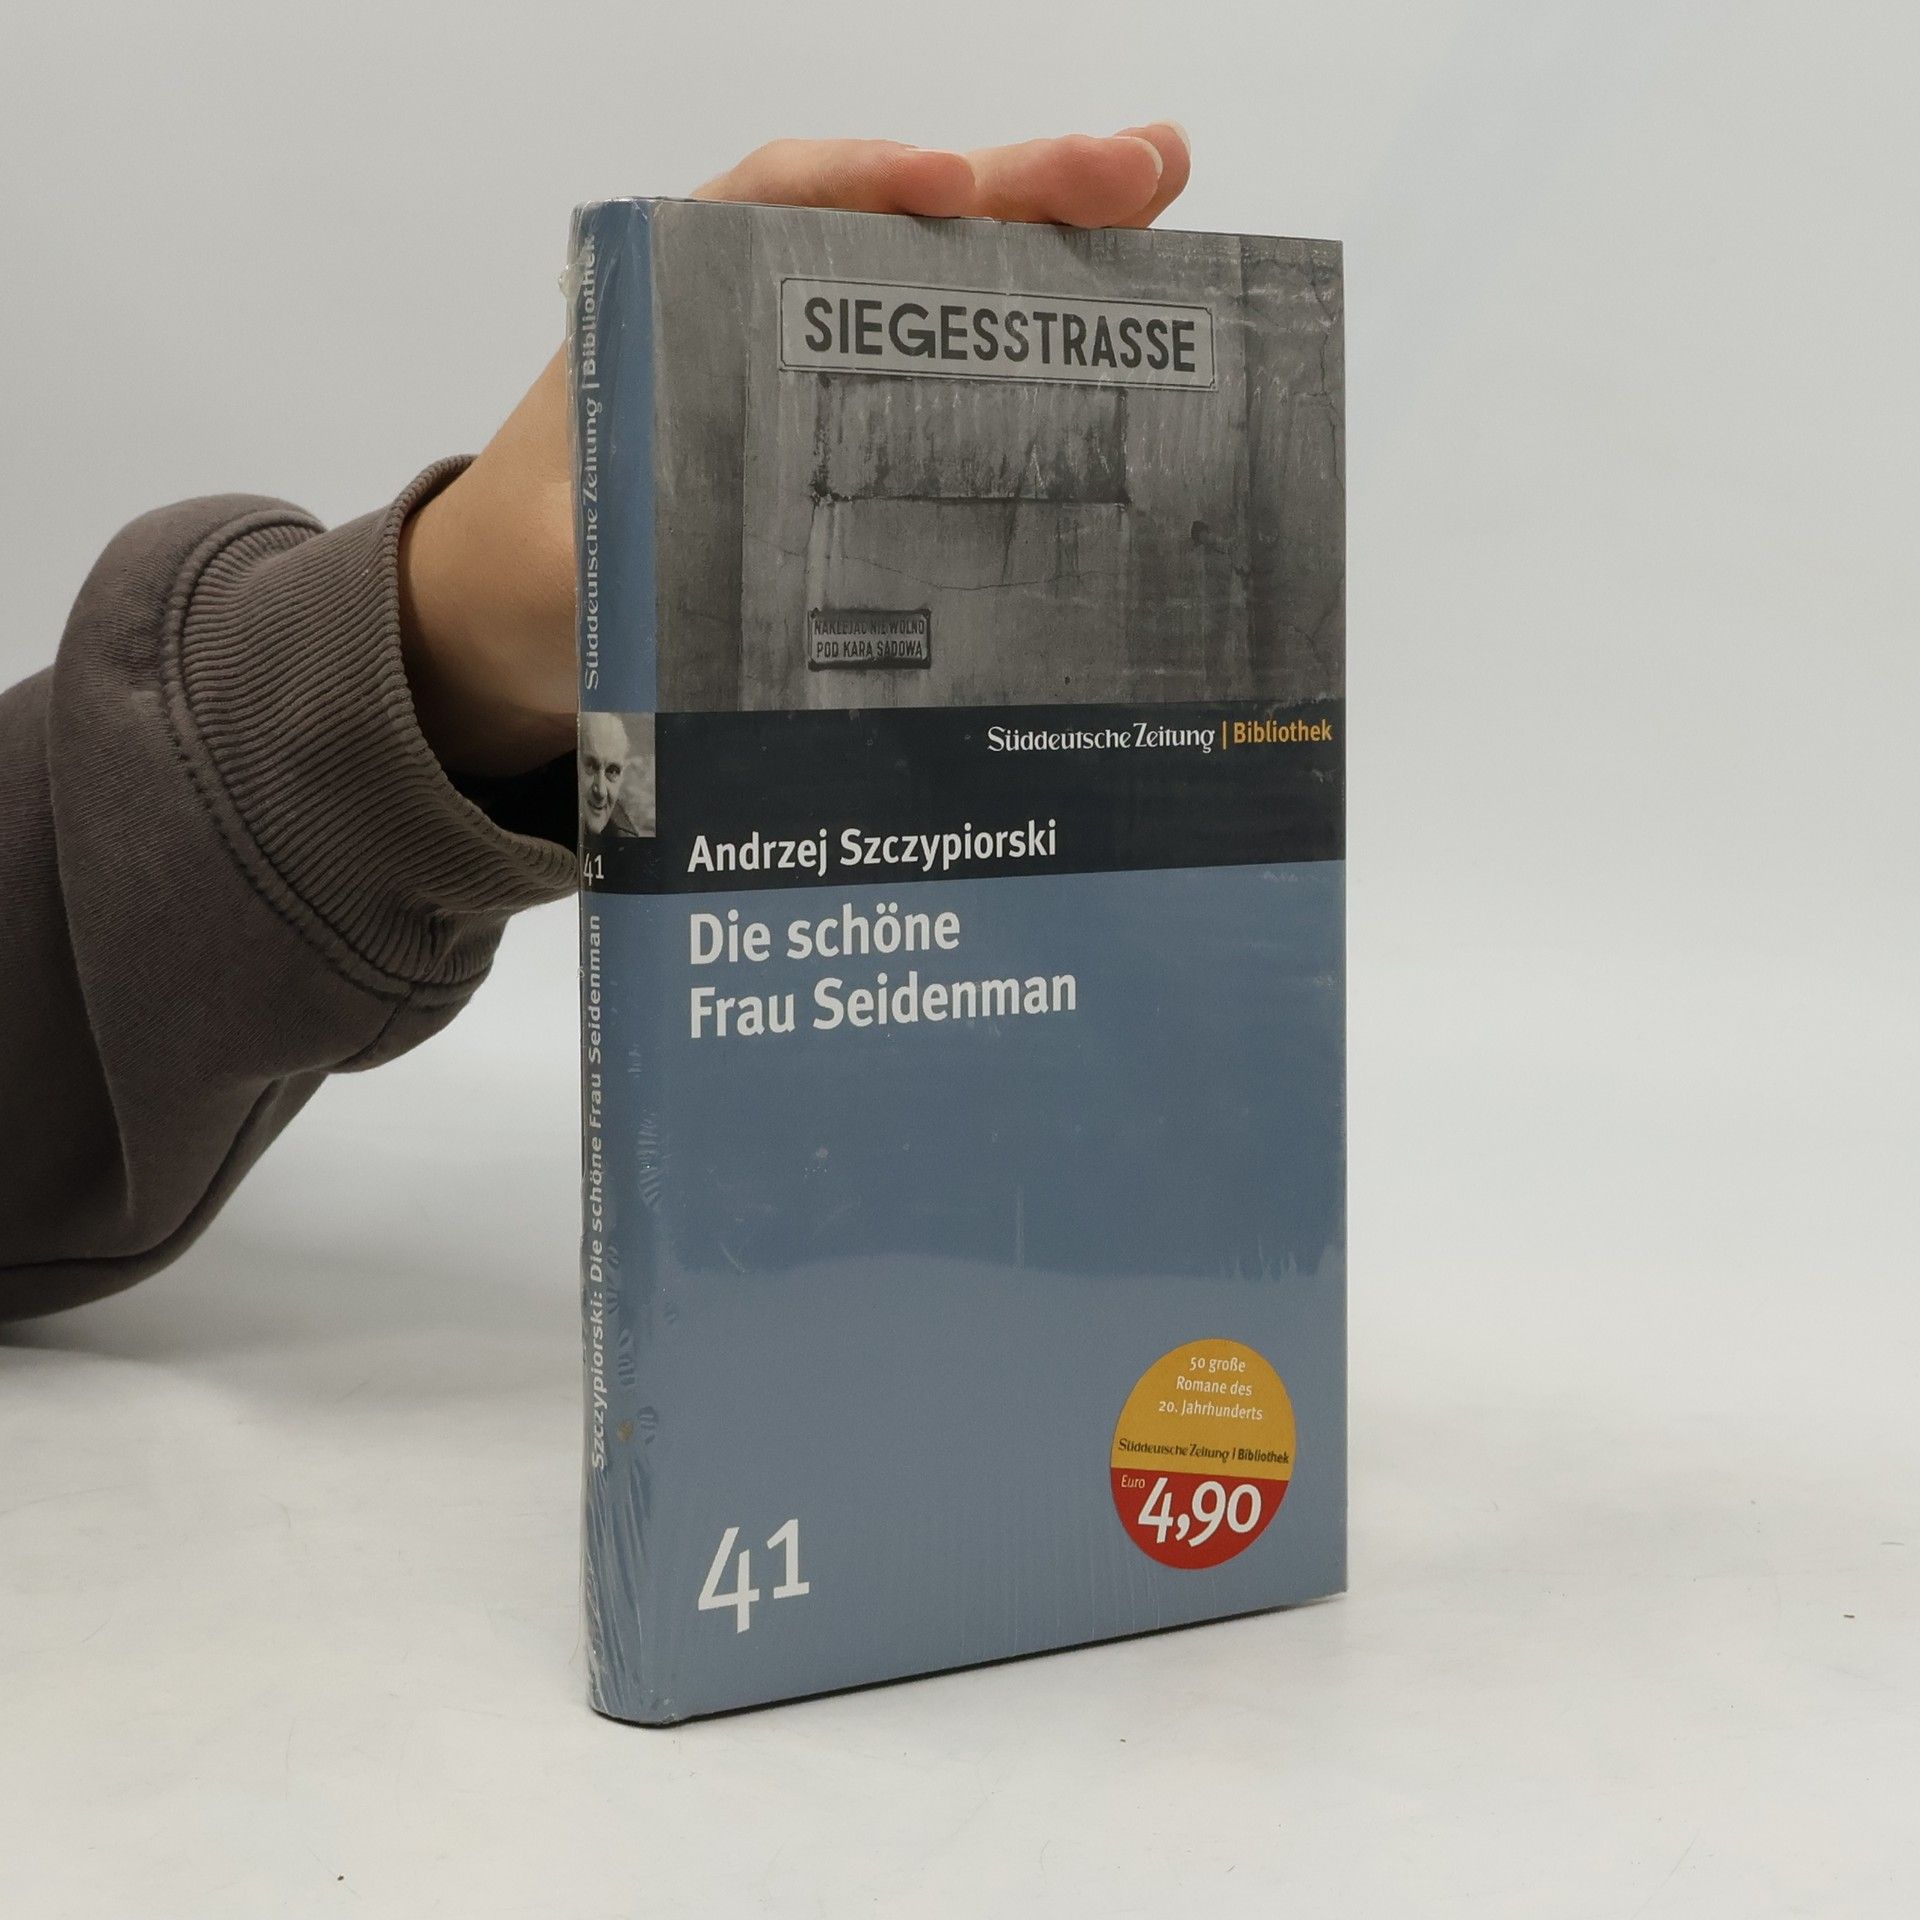 SIEGESSTRASSE
NAKLEJAĆ NIE WOLNO
POD KARĄ SĄDOWĄ
Süddeutsche Zeitung | Bibliothek
Andrzej Szczypiorski
Die schöne
Frau Seidenman
50 große
Romane des
20. Jahrhunderts
Süddeutsche Zeitung | Bibliothek
Euro 4,90
41
Süddeutsche Zeitung | Bibliothek
41
Szczypiorski: Die schöne Frau Seidenman